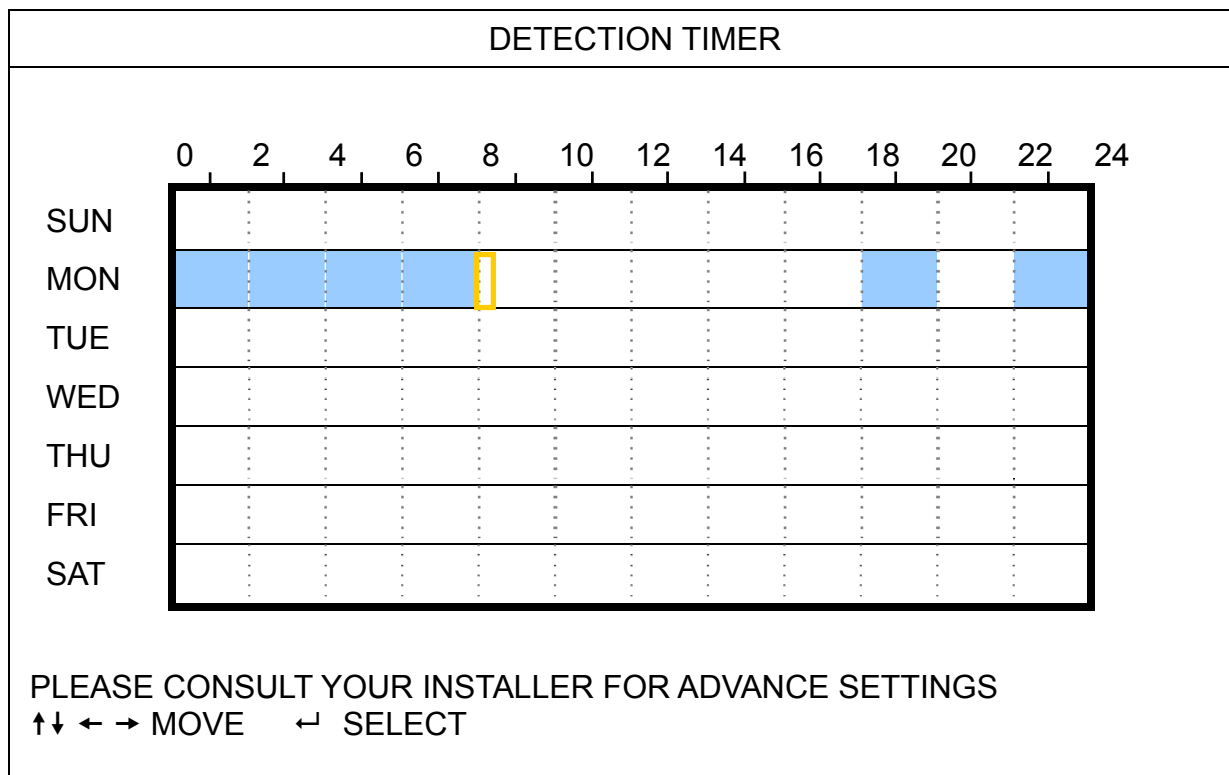 DETECTION TIMER
0 2 4 6 8 10 12 14 16 18 20 22 24
SUN
MON
TUE
WED
THU
FRI
SAT
PLEASE CONSULT YOUR INSTALLER FOR ADVANCE SETTINGS
↑↓ ← → MOVE ↵ SELECT